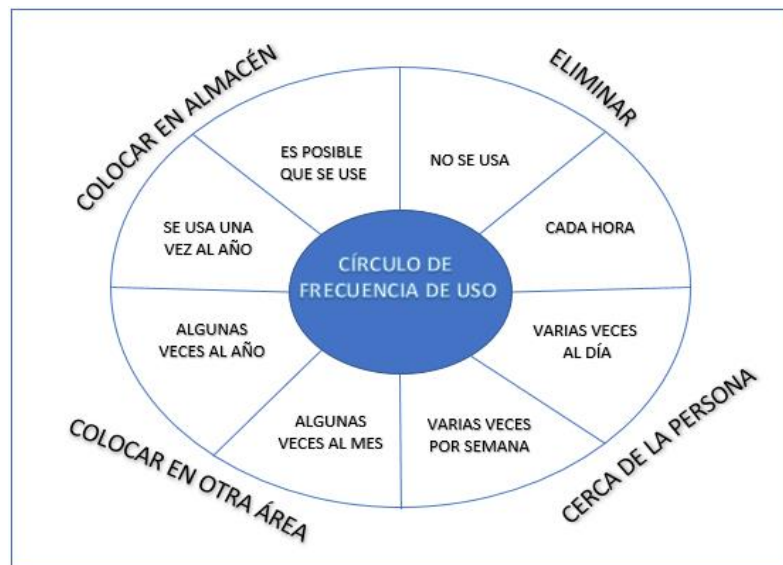 COLOCAR EN ALMACÉN
ELIMINAR
ES POSIBLE
QUE SE USE
NO SE USA
SE USA UNA
VEZ AL AÑO
CADA HORA
CÍRCULO DE
FRECUENCIA DE USO
ALGUNAS
VECES AL AÑO
VARIAS VECES
AL DÍA
ALGUNAS
VECES AL MES
VARIAS VECES
POR SEMANA
COLOCAR EN OTRA ÁREA
CERCA DE LA PERSONA